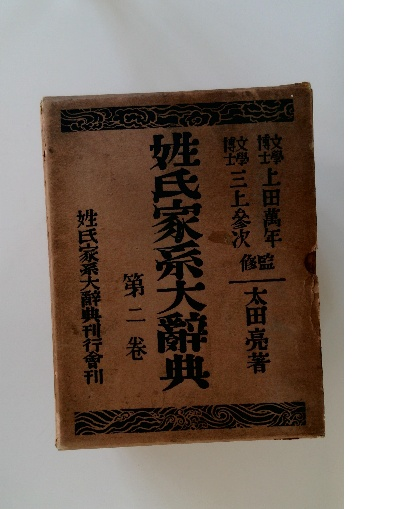 文學博士 上田萬年
文學博士 三上參次 監修
太田亮著
姓氏家系大辭典
第二卷
姓氏家系大辭典刊行會刊